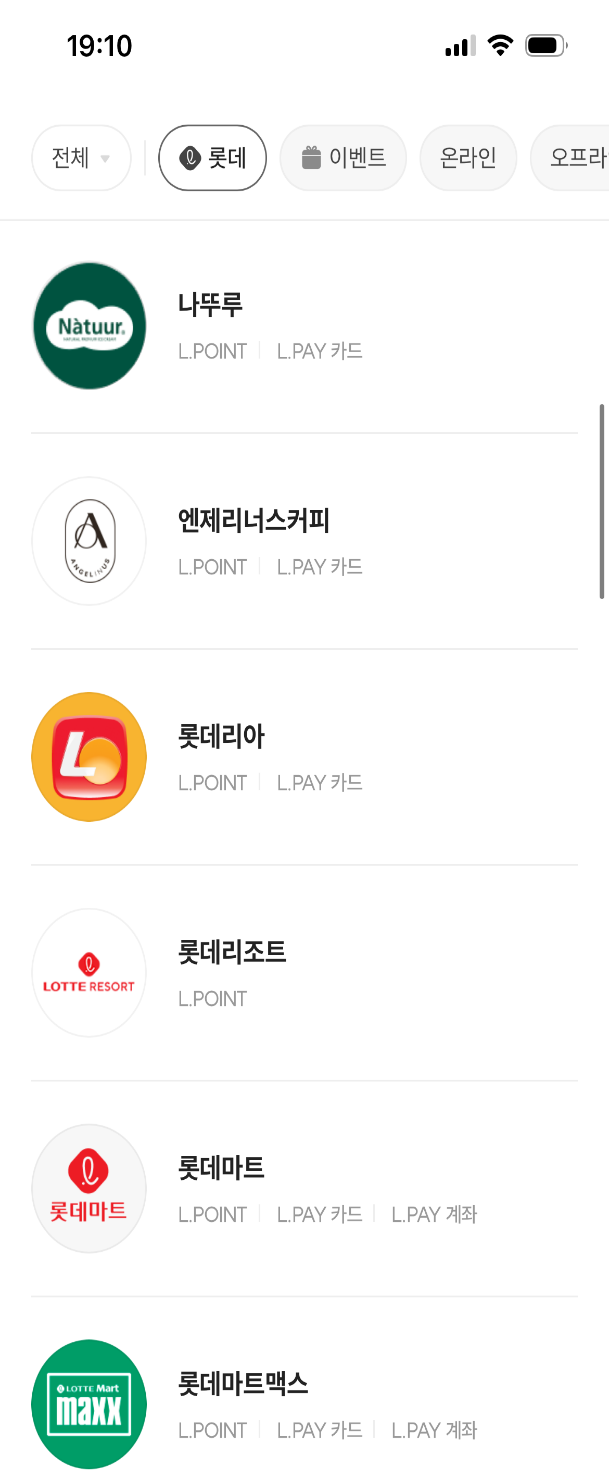 19:10
전체 롯데 이벤트 온라인 오프라
Nàtuur
나뚜루
L.POINT L.PAY 카드
ANGELINUS
엔제리너스커피
L.POINT L.PAY 카드
롯데리아
L.POINT L.PAY 카드
LOTTE RESORT
롯데리조트
L.POINT
롯데마트
롯데마트
L.POINT L.PAY 카드 L.PAY 계좌
LOTTE Mart
maxx
롯데마트맥스
L.POINT L.PAY 카드 L.PAY 계좌